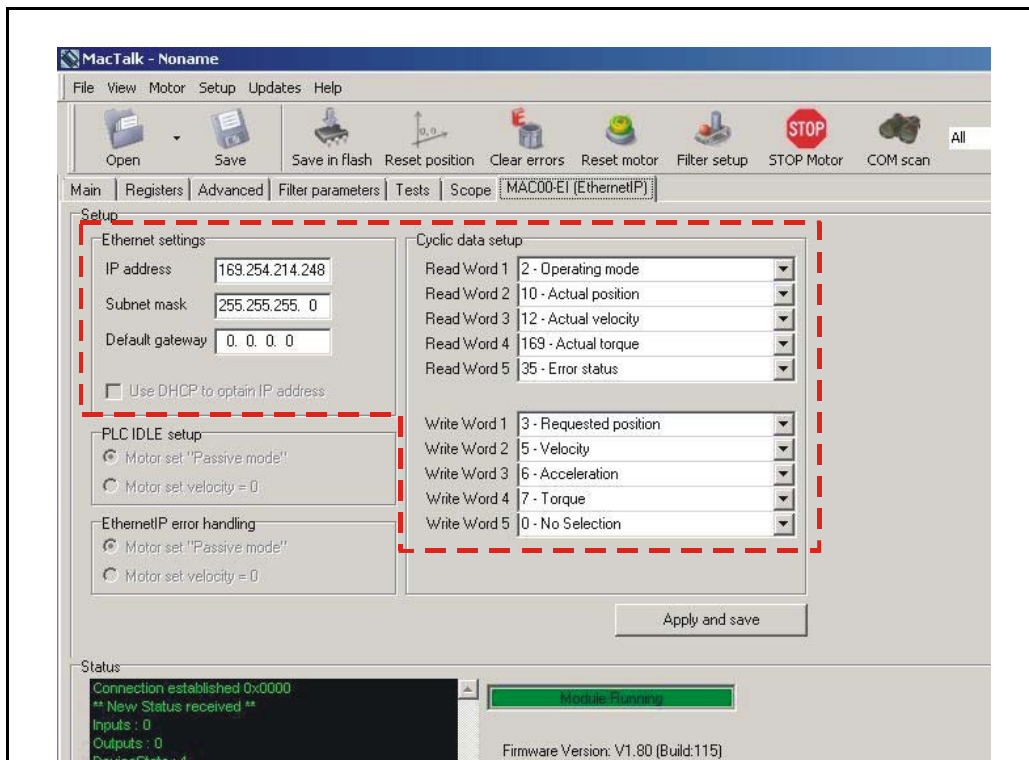 MacTalk - Noname
File View Motor Setup Updates Help
Open Save Save in flash Reset position Clear errors Reset motor Filter setup STOP Motor COM scan All
0,0
E
STOP
Main Registers Advanced Filter parameters Tests Scope MAC00-EI (EthernetIP)
Setup
Ethernet settings
IP address 169.254.214.248
Subnet mask 255.255.255. 0
Default gateway 0. 0. 0. 0
Use DHCP to optain IP address
PLC IDLE setup
Motor set "Passive mode"
Motor set velocity = 0
EthernetIP error handling
Motor set "Passive mode"
Motor set velocity = 0
Cyclic data setup
Read Word 1 2 - Operating mode
Read Word 2 10 - Actual position
Read Word 3 12 - Actual velocity
Read Word 4 169 - Actual torque
Read Word 5 35 - Error status
Write Word 1 3 - Requested position
Write Word 2 5 - Velocity
Write Word 3 6 - Acceleration
Write Word 4 7 - Torque
Write Word 5 0 - No Selection
Apply and save
Status
Connection established 0x0000
** New Status received **
Inputs : 0
Outputs : 0
DeviceState : 4
Module Running
Firmware Version: V1.80 (Build:115)